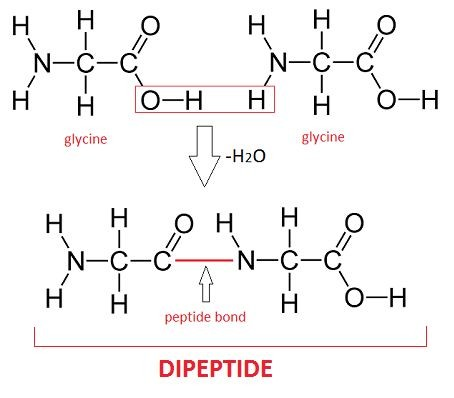 H H O H H O
N C C N C C
H H O H H H O H
glycine glycine
-H2O
H H O H H O
N C C N C C
H H H O H
peptide bond
DIPEPTIDE